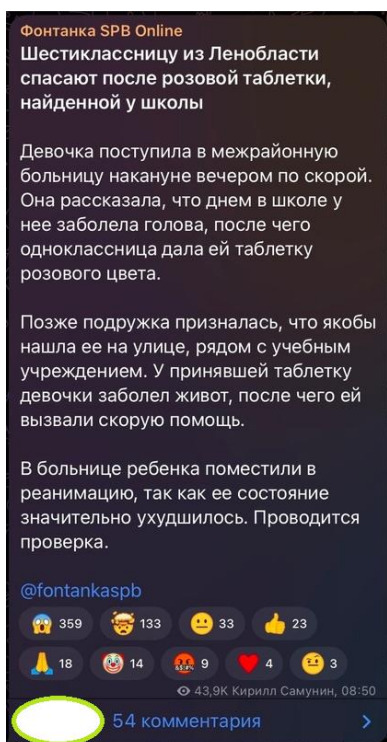 Фонтанка SPB Online
Шестиклассницу из Ленобласти
спасают после розовой таблетки,
найденной у школы
Девочка поступила в межрайонную
больницу накануне вечером по скорой.
Она рассказала, что днем в школе у
нее заболела голова, после чего
одноклассница дала ей таблетку
розового цвета.
Позже подружка призналась, что якобы
нашла ее на улице, рядом с учебным
учреждением. У принявшей таблетку
девочки заболел живот, после чего ей
вызвали скорую помощь.
В больнице ребенка поместили в
реанимацию, так как ее состояние
значительно ухудшилось. Проводится
проверка.
@fontankaspb
359 133 33 23
18 14 9 4 3
43,9K Кирилл Самунин, 08:50
54 комментария